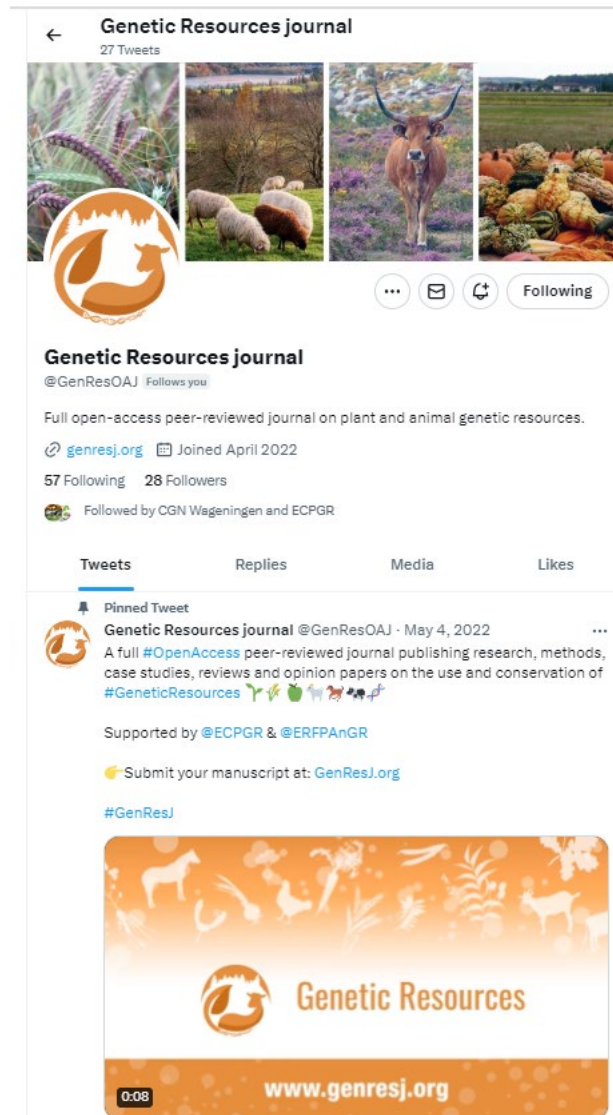 Genetic Resources journal
27 Tweets
Following
Genetic Resources journal
@GenResOAJ Follows you
Full open-access peer-reviewed journal on plant and animal genetic resources.
genresj.org Joined April 2022
57 Following 28 Followers
Followed by CGN Wageningen and ECPGR
Tweets Replies Media Likes
Pinned Tweet
Genetic Resources journal @GenResOAJ · May 4, 2022
A full #OpenAccess peer-reviewed journal publishing research, methods,
case studies, reviews and opinion papers on the use and conservation of
#GeneticResources
Supported by @ECPGR & @ERFPAnGR
Submit your manuscript at: GenResJ.org
#GenResJ
Genetic Resources
www.genresj.org
0:08